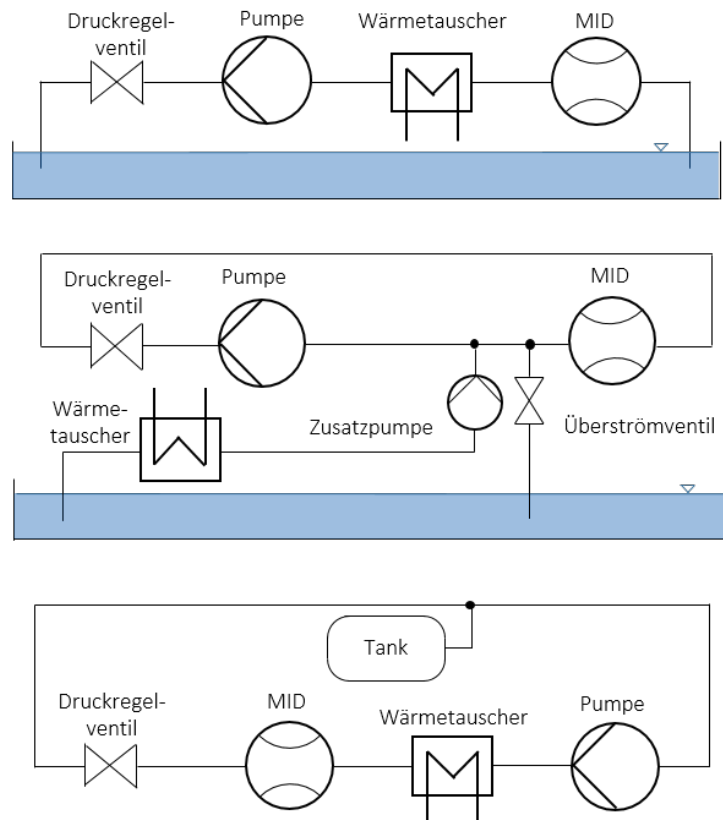 Druckregel-
ventil
Pumpe
Wärmetauscher
MID
Druckregel-
ventil
Pumpe
MID
Wärme-
tauscher
Zusatzpumpe
Überströmventil
Tank
Druckregel-
ventil
MID
Wärmetauscher
Pumpe